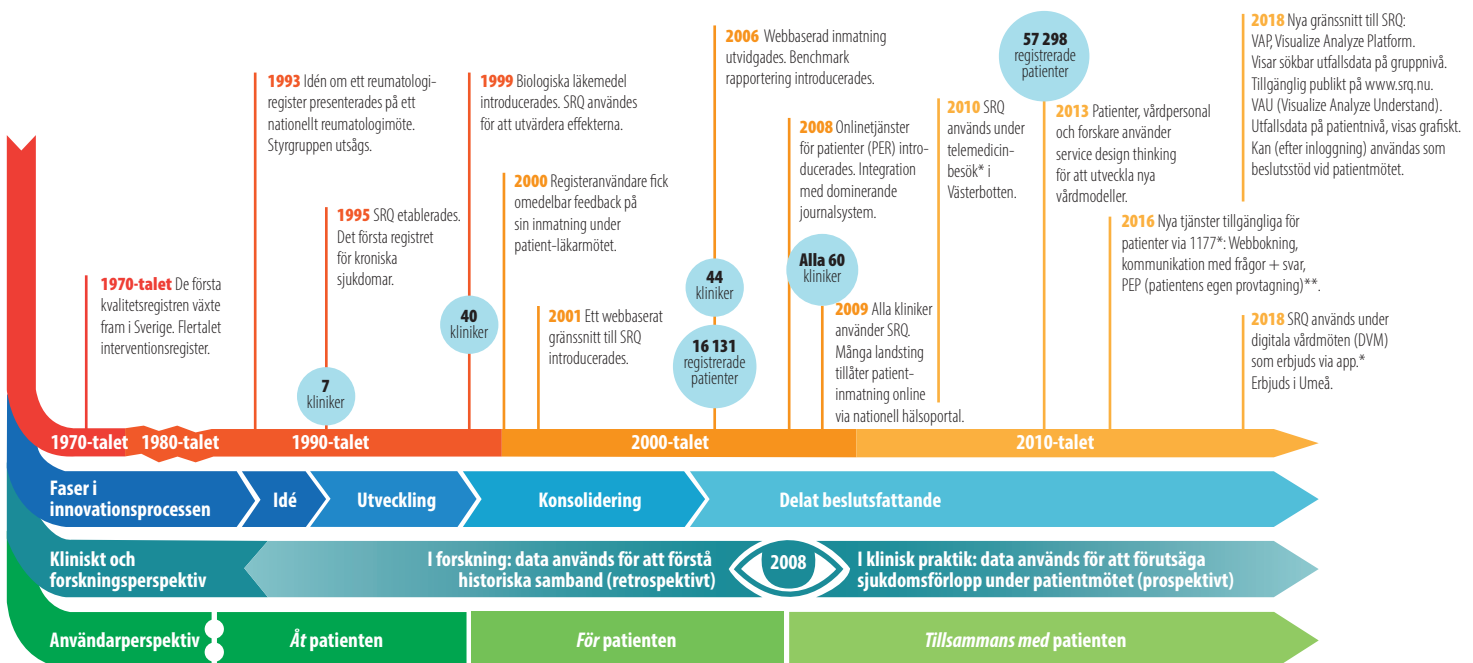 1970-talet De första
kvalitetsregistren växte
fram i Sverige. Flertalet
interventionsregister.
1993 Idén om ett reumatologi-
register presenterades på ett
nationellt reumatologimöte.
Styrgruppen utsågs.
1995 SRQ etablerades.
Det första registret
för kroniska
sjukdomar.
7
kliniker
1999 Biologiska läkemedel
introducerades. SRQ användes
för att utvärdera effekterna.
40
kliniker
2000 Registeranvändare fick
omedelbar feedback på
sin inmatning under
patient-läkarmötet.
2001 Ett webbaserat
gränssnitt till SRQ
introducerades.
2006 Webbaserad inmatning
utvidgades. Benchmark
rapportering introducerades.
44
kliniker
16 131
registrerade
patienter
2008 Onlinetjänster
för patienter (PER) intro-
ducerades. Integration
med dominerande
journalsystem.
Alla 60
kliniker
2009 Alla kliniker
använder SRQ.
Många landsting
tillåter patient-
inmatning online
via nationell hälsoportal.
2010 SRQ
används under
telemedicin-
besök* i
Västerbotten.
57 298
registrerade
patienter
2013 Patienter, vårdpersonal
och forskare använder
service design thinking
för att utveckla nya
vårdmodeller.
2016 Nya tjänster tillgängliga för
patienter via 1177*: Webbokning,
kommunikation med frågor + svar,
PEP (patientens egen provtagning)**.
2018 Nya gränssnitt till SRQ:
VAP, Visualize Analyze Platform.
Visar sökbar utfallsdata på gruppnivå.
Tillgänglig publikt på www.srq.nu.
VAU (Visualize Analyze Understand).
Utfallsdata på patientnivå, visas grafiskt.
Kan (efter inloggning) användas som
beslutsstöd vid patientmötet.
2018 SRQ används under
digitala vårdmöten (DVM)
som erbjuds via app.*
Erbjuds i Umeå.
1970-talet 1980-talet 1990-talet 2000-talet 2010-talet
Faser i
innovationsprocessen
Idé
Utveckling
Konsolidering
Delat beslutsfattande
Kliniskt och
forskningsperspektiv
I forskning: data används för att förstå
historiska samband (retrospektivt)
2008
I klinisk praktik: data används för att förutsäga
sjukdomsförlopp under patientmötet (prospektivt)
Användarperspektiv
Åt patienten
För patienten
Tillsammans med patienten